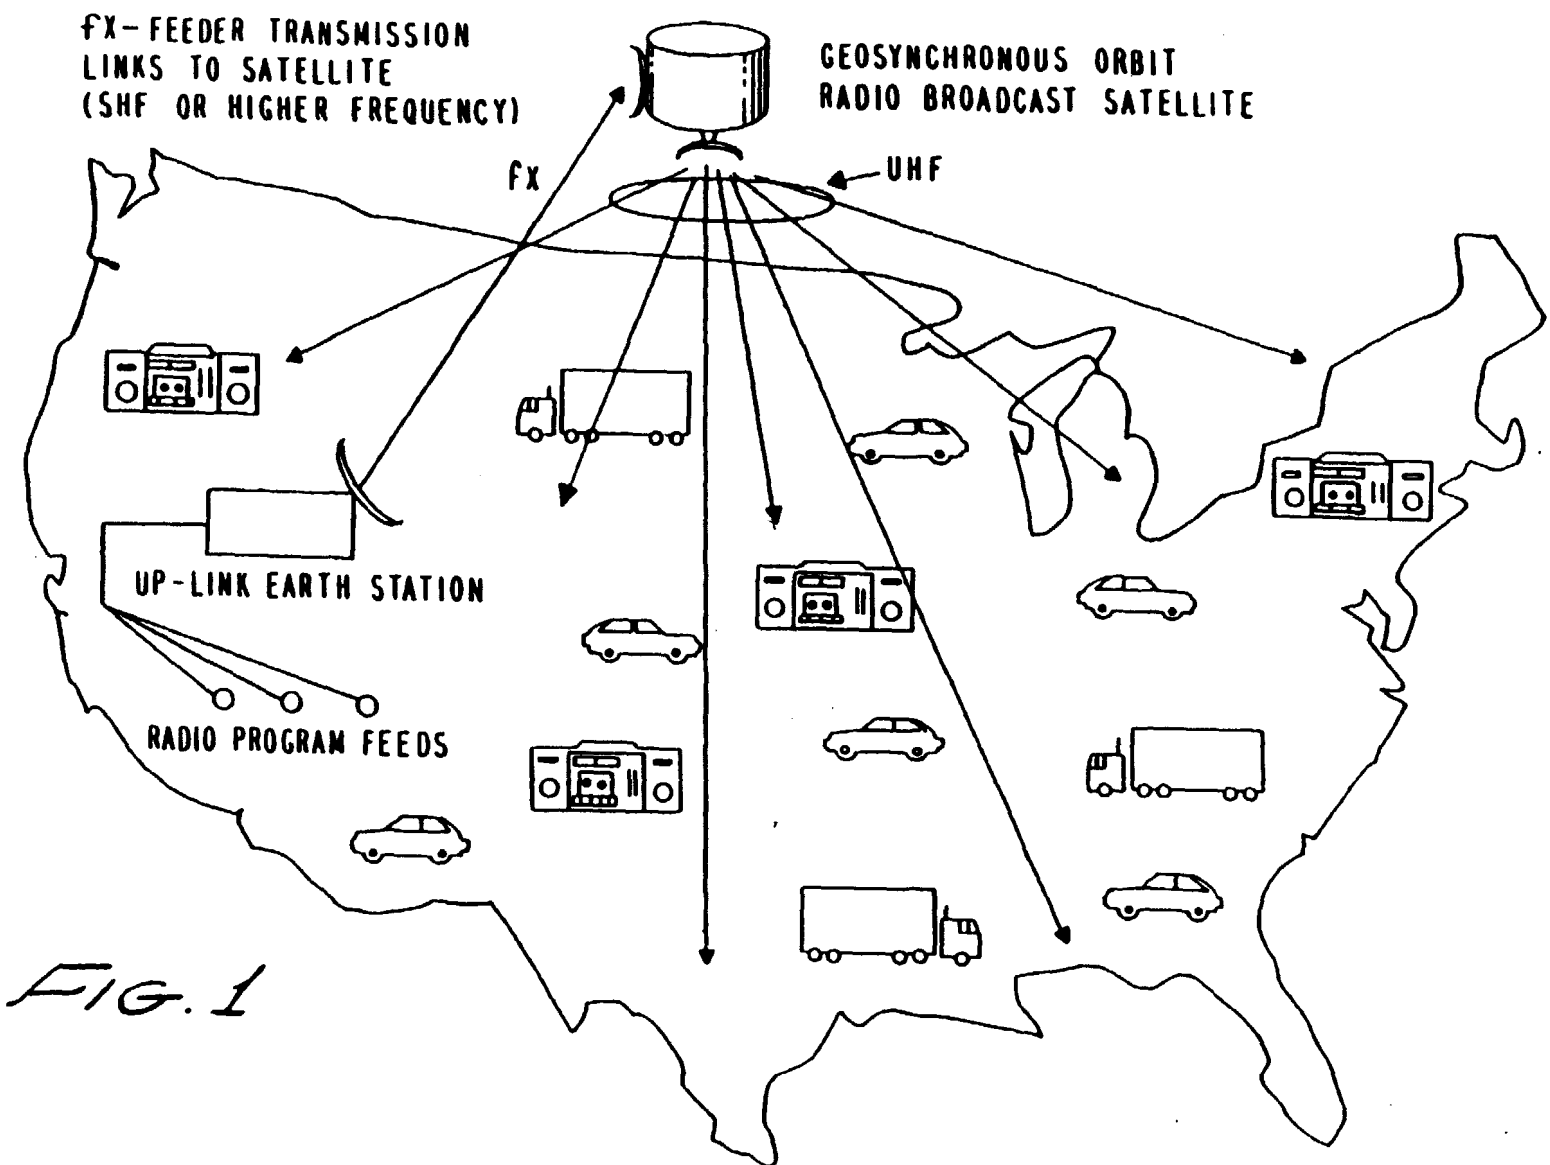 fX-FEEDER TRANSMISSION
LINKS TO SATELLITE
(SHF OR HIGHER FREQUENCY)
GEOSYNCHRONOUS ORBIT
RADIO BROADCAST SATELLITE
fX
UHF
UP-LINK EARTH STATION
RADIO PROGRAM FEEDS
FIG. 1